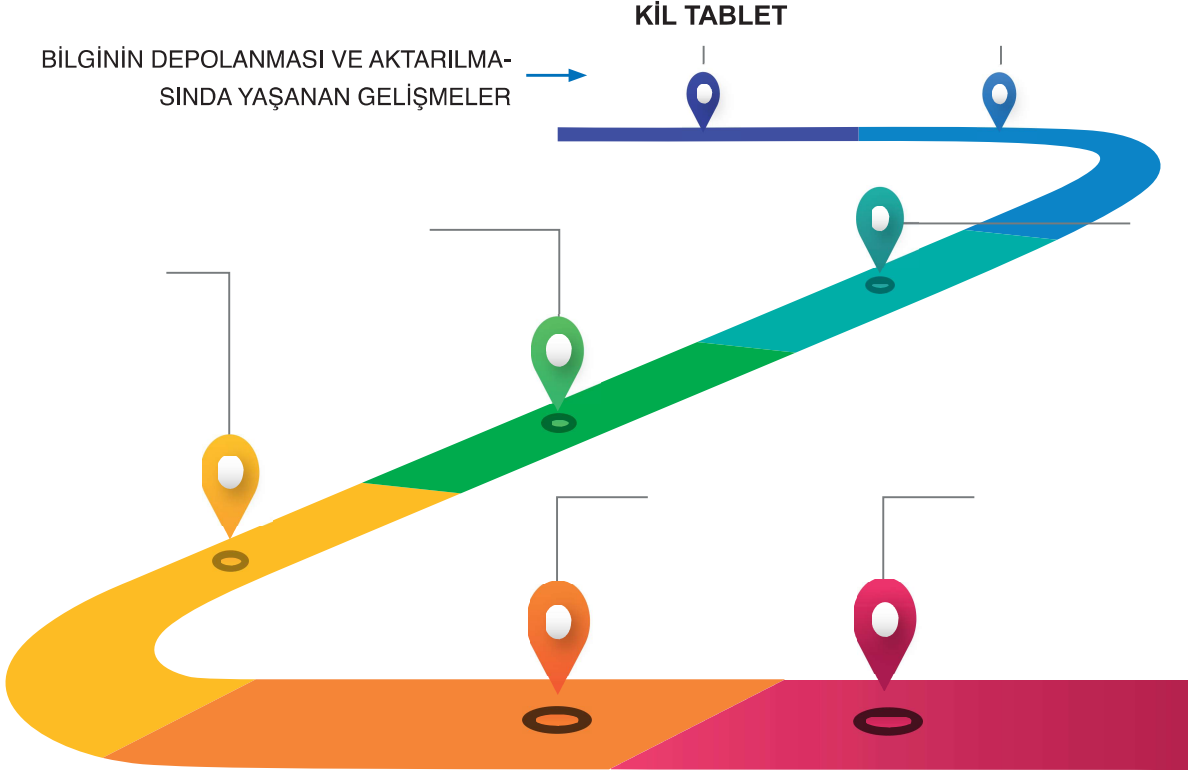 KİL TABLET
BİLGİNİN DEPOLANMASI VE AKTARILMA-
SINDA YAŞANAN GELİŞMELER